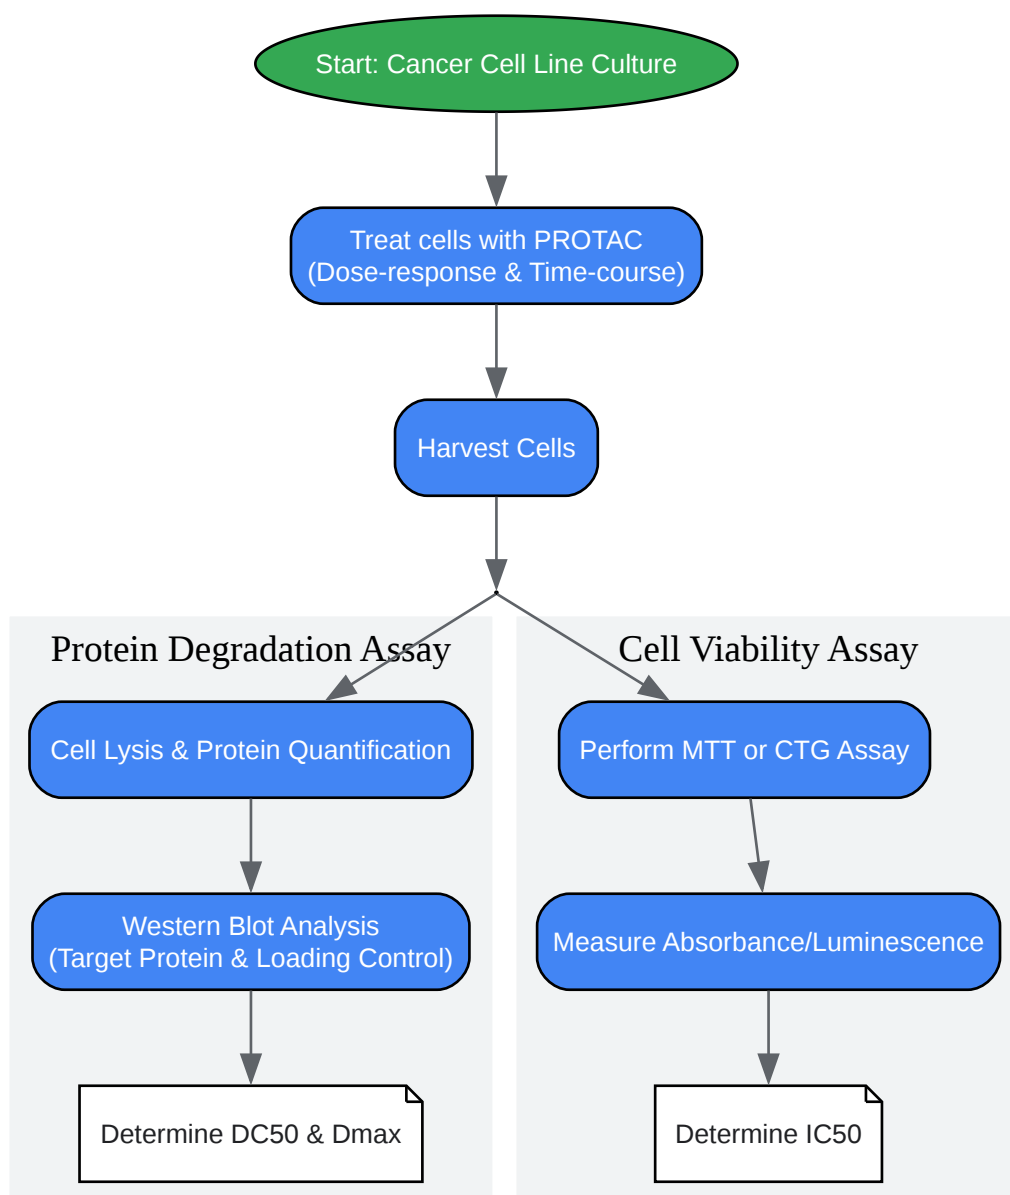 Start: Cancer Cell Line Culture
Treat cells with PROTAC
(Dose-response & Time-course)
Harvest Cells
Protein Degradation Assay
Cell Lysis & Protein Quantification
Western Blot Analysis
(Target Protein & Loading Control)
Determine DC50 & Dmax
Cell Viability Assay
Perform MTT or CTG Assay
Measure Absorbance/Luminescence
Determine IC50